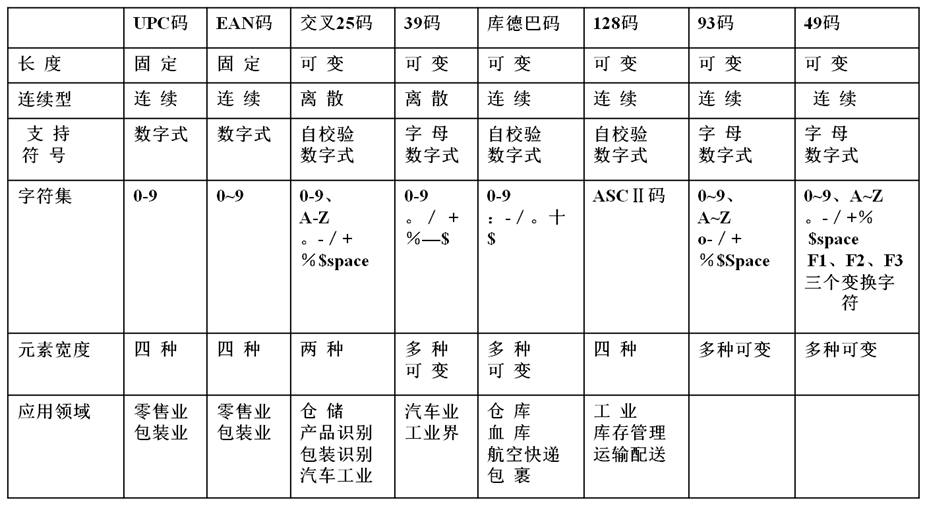 UPC码 EAN码 交叉25码 39码 库德巴码 128码 93码 49码
长 度 固 定 固 定 可 变 可 变 可 变 可 变 可 变 可 变
连续型 连 续 连 续 离 散 离 散 连 续 连 续 连 续 连 续
支 持 数字式 数字式 自校验 字 母 自校验 自校验 字 母 字 母
符 号 数字式 数字式 数字式 数字式 数字式 数字式
字符集 0-9 0~9 0-9、 0-9 0-9 ASCⅡ码 0~9、 0~9、A~Z
A-Z 。/ + :-/。十 A~Z 。-/+%
。-/+ %—$ $ o-/+ $space
%$space %$Space F1、F2、F3
三个变换字
符
元素宽度 四 种 四 种 两 种 多 种 多 种 四 种 多种可变 多种可变
可 变 可 变
应用领域 零售业 零售业 仓 储 汽车业 仓 库 工 业
包装业 包装业 产品识别 工业界 血 库 库存管理
包装识别 航空快递 运输配送
汽车工业 包 裹